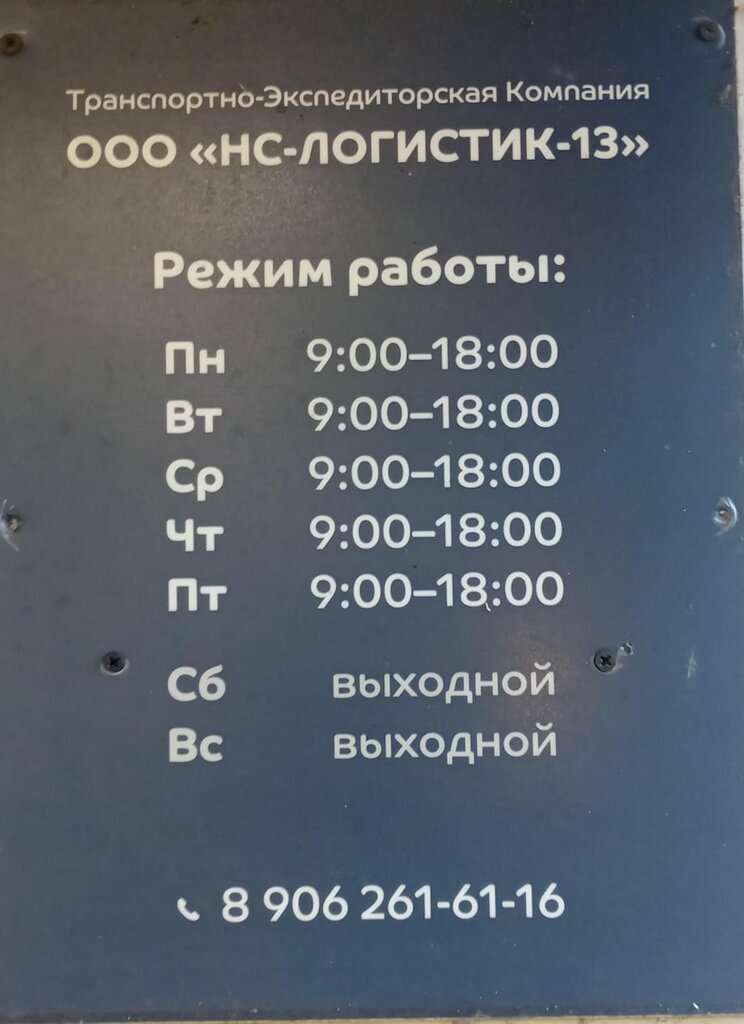 Транспортно-Экспедиторская Компания
ООО «НС-ЛОГИСТИК-13»
Режим работы:
Пн 9:00–18:00
Вт 9:00–18:00
Ср 9:00–18:00
Чт 9:00–18:00
Пт 9:00–18:00
Сб выходной
Вс выходной
8 906 261-61-16